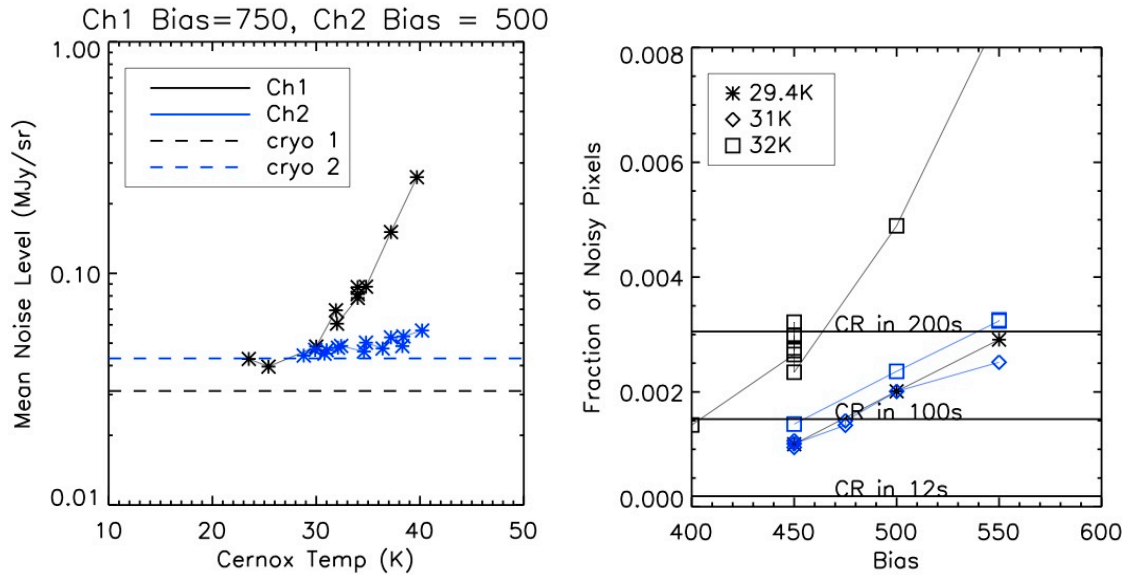 Ch1 Bias=750, Ch2 Bias = 500
1.00
0.10
0.01
Mean Noise Level (MJy/sr)
Ch1
Ch2
cryo 1
cryo 2
10 20 30 40 50
Cernox Temp (K)
0.008
0.006
0.004
0.002
0.000
Fraction of Noisy Pixels
29.4K
31K
32K
CR in 200s
CR in 100s
CR in 12s
400 450 500 550 600
Bias